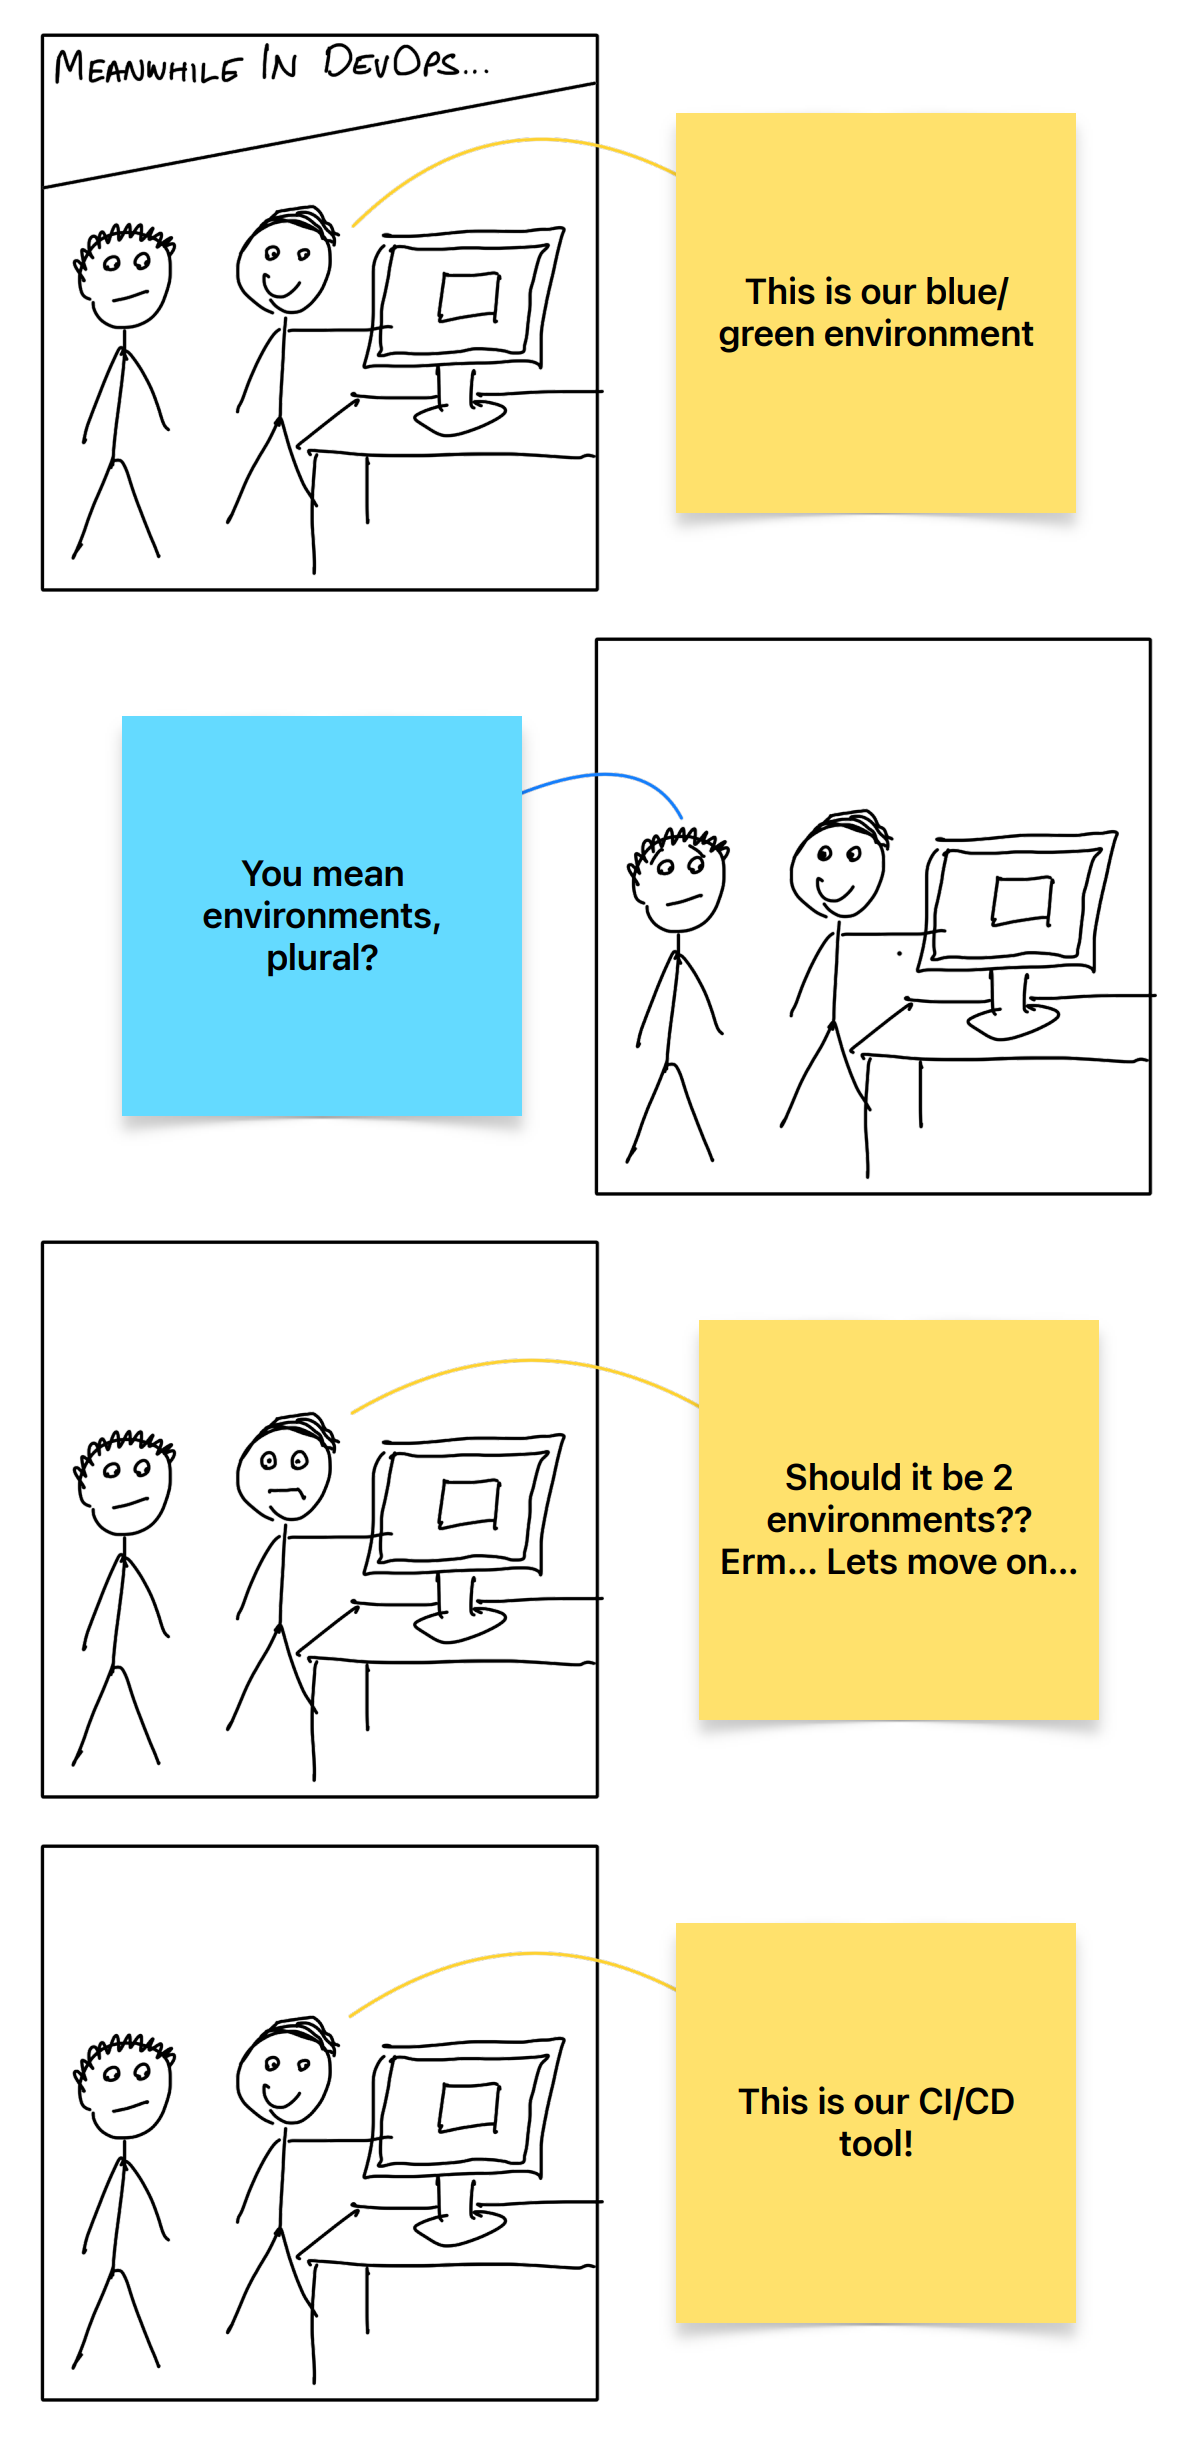 MEANWHILE IN DEVOPS...
This is our blue/
green environment
You mean
environments,
plural?
Should it be 2
environments??
Erm... Lets move on...
This is our CI/CD
tool!